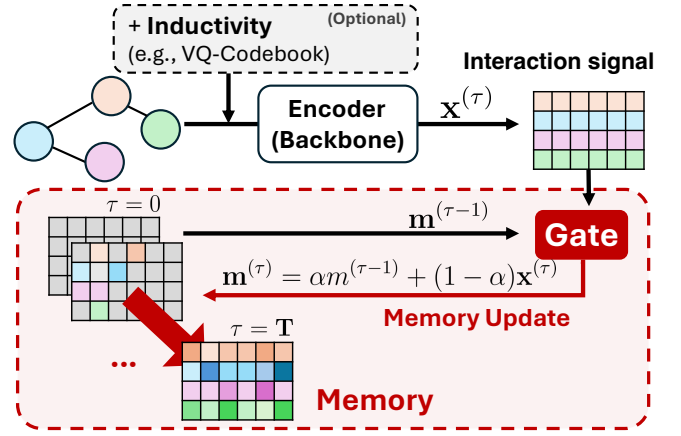 + Inductivity (Optional)
(e.g., VQ-Codebook)
Interaction signal
Encoder
(Backbone)
x^(τ)
τ = 0
m^(τ−1)
Gate
m^(τ) = αm^(τ−1) + (1 − α)x^(τ)
Memory Update
τ = T
...
Memory